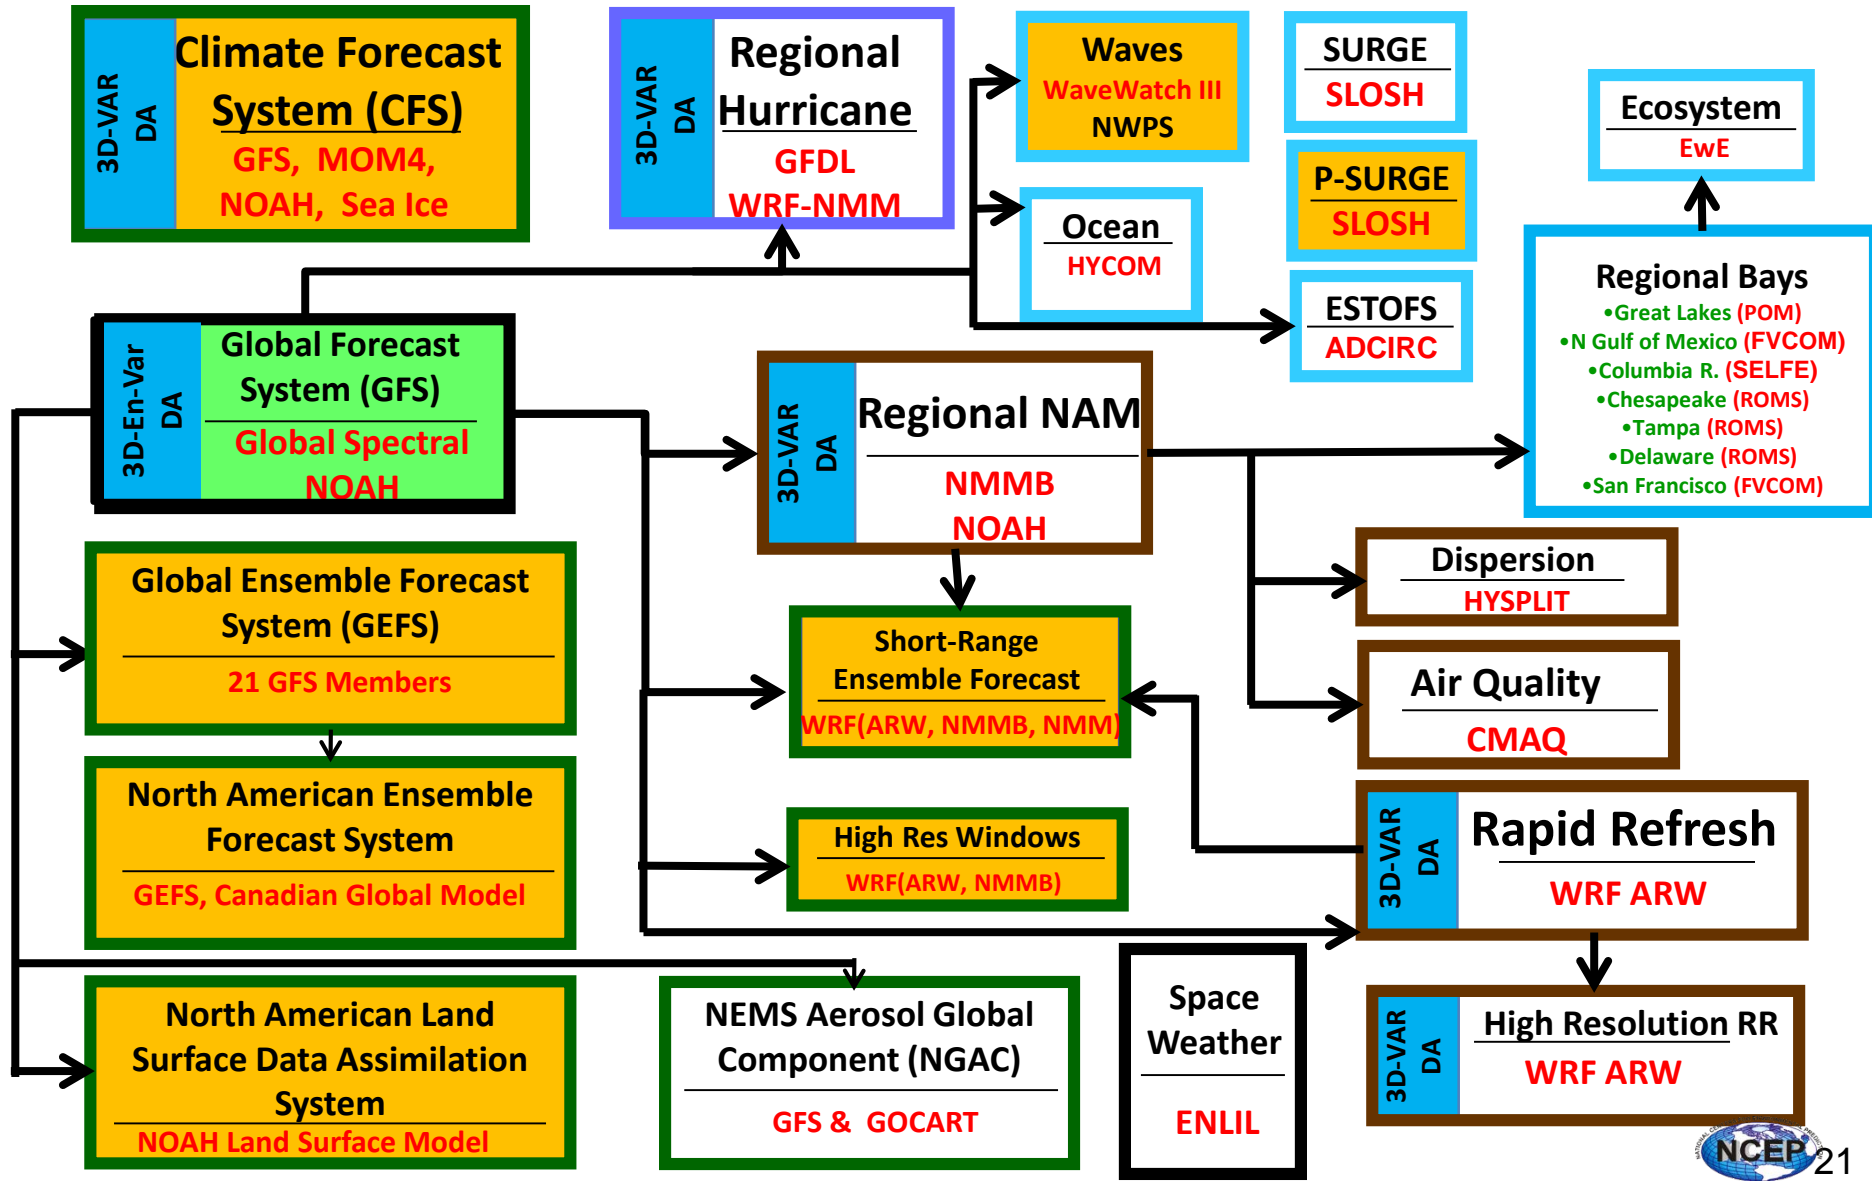 3D-VAR
DA
Climate Forecast
System (CFS)
GFS, MOM4,
NOAH, Sea Ice
3D-VAR
DA
Regional
Hurricane
GFDL
WRF-NMM
Waves
WaveWatch III
NWPS
SURGE
SLOSH
Ecosystem
EwE
P-SURGE
SLOSH
Ocean
HYCOM
ESTOFS
ADCIRC
Regional Bays
•Great Lakes (POM)
•N Gulf of Mexico (FVCOM)
•Columbia R. (SELFE)
•Chesapeake (ROMS)
•Tampa (ROMS)
•Delaware (ROMS)
•San Francisco (FVCOM)
3D-En-Var
DA
Global Forecast
System (GFS)
Global Spectral
NOAH
3D-VAR
DA
Regional NAM
NMMB
NOAH
Global Ensemble Forecast
System (GEFS)
21 GFS Members
Short-Range
Ensemble Forecast
WRF(ARW, NMMB, NMM)
Dispersion
HYSPLIT
Air Quality
CMAQ
North American Ensemble
Forecast System
GEFS, Canadian Global Model
High Res Windows
WRF(ARW, NMMB)
3D-VAR
DA
Rapid Refresh
WRF ARW
North American Land
Surface Data Assimilation
System
NOAH Land Surface Model
NEMS Aerosol Global
Component (NGAC)
GFS & GOCART
Space
Weather
ENLIL
3D-VAR
DA
High Resolution RR
WRF ARW
NCEP
21